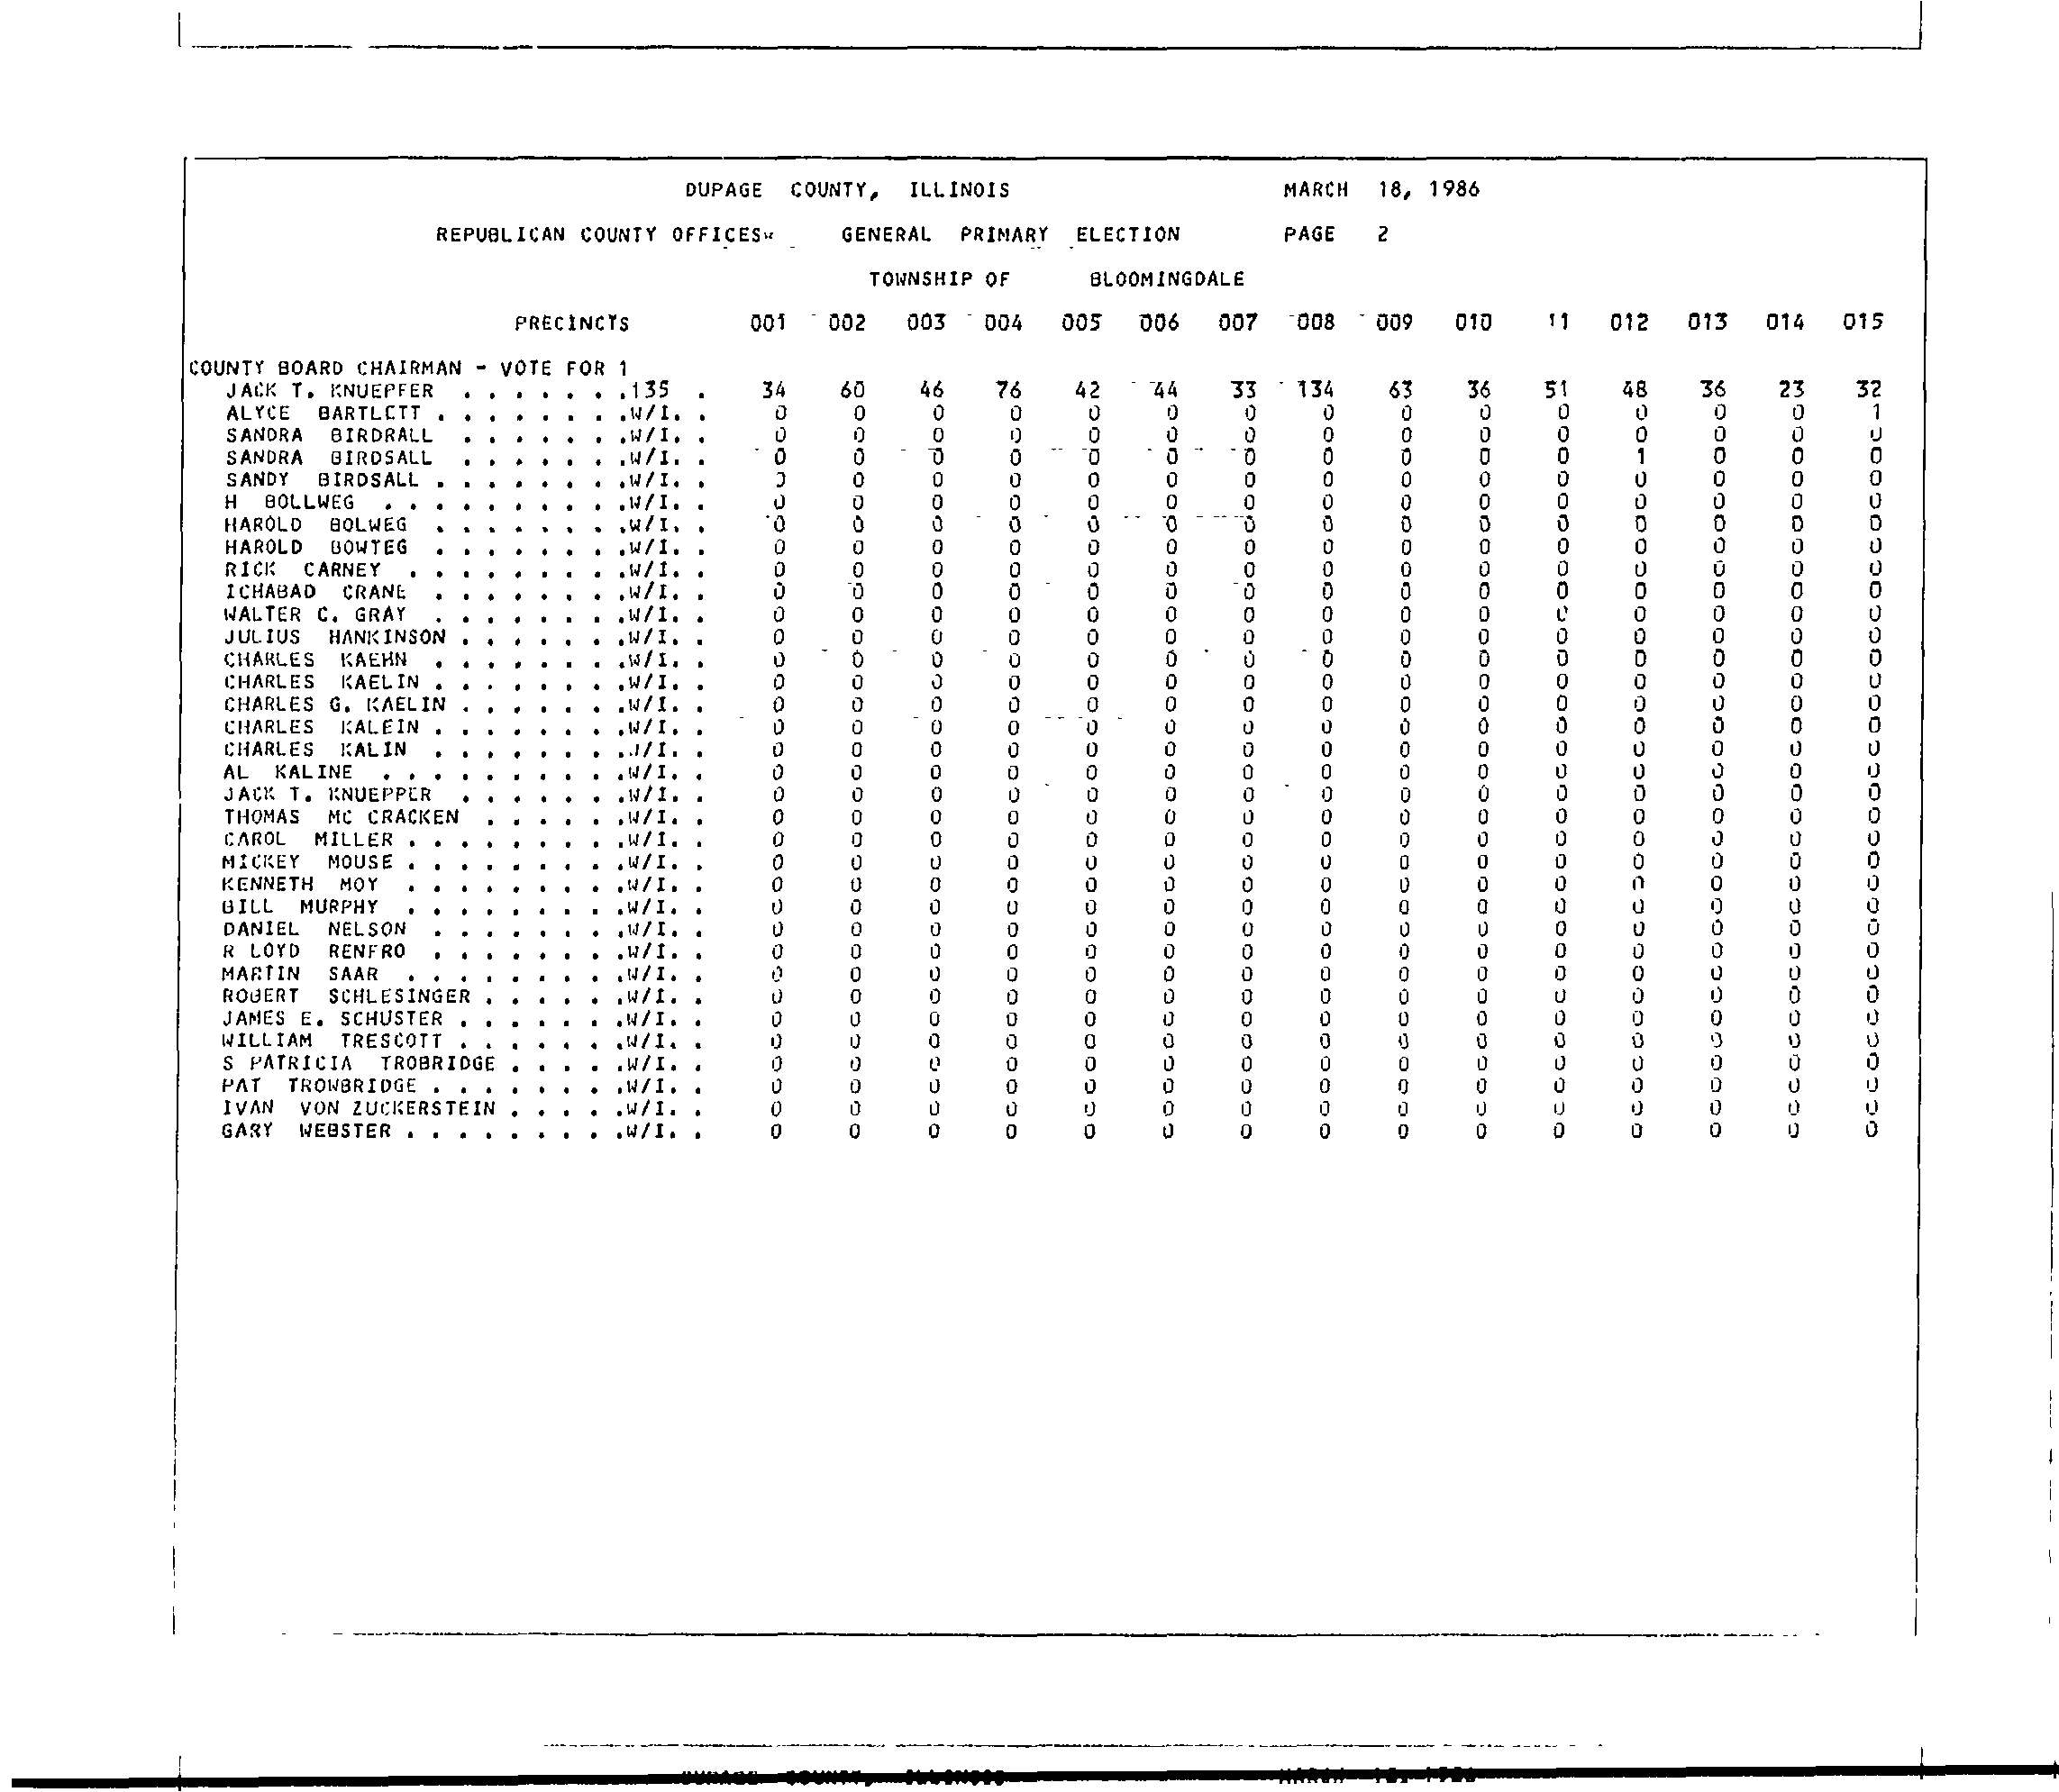 DUPAGE COUNTY, ILLINOIS MARCH 18, 1986
REPUBLICAN COUNTY OFFICES GENERAL PRIMARY ELECTION PAGE 2
TOWNSHIP OF BLOOMINGDALE
PRECINCTS 001 002 003 004 005 006 007 008 009 010 11 012 013 014 015
COUNTY BOARD CHAIRMAN - VOTE FOR 1
JACK T. KNUEPFER . . . . . . .135 . 34 60 46 76 42 44 33 134 63 36 51 48 36 23 32
ALYCE BARTLETT . . . . . . . .W/I. . 0 0 0 0 0 0 0 0 0 0 0 0 0 0 1
SANDRA BIRDRALL . . . . . . .W/I. . 0 0 0 0 0 0 0 0 0 0 0 0 0 0 0
SANDRA BIRDSALL . . . . . . .W/I. . 0 0 0 0 0 0 0 0 0 0 0 1 0 0 0
SANDY BIRDSALL . . . . . . . .W/I. . 0 0 0 0 0 0 0 0 0 0 0 0 0 0 0
H BOLLWEG . . . . . . . . . .W/I. . 0 0 0 0 0 0 0 0 0 0 0 0 0 0 0
HAROLD BOLWEG . . . . . . . .W/I. . 0 0 0 0 0 0 0 0 0 0 0 0 0 0 0
HAROLD BOWTEG . . . . . . . .W/I. . 0 0 0 0 0 0 0 0 0 0 0 0 0 0 0
RICK CARNEY . . . . . . . . .W/I. . 0 0 0 0 0 0 0 0 0 0 0 0 0 0 0
ICHABAD CRANE . . . . . . . .W/I. . 0 0 0 0 0 0 0 0 0 0 0 0 0 0 0
WALTER C. GRAY . . . . . . . .W/I. . 0 0 0 0 0 0 0 0 0 0 0 0 0 0 0
JULIUS HANKINSON . . . . . . .W/I. . 0 0 0 0 0 0 0 0 0 0 0 0 0 0 0
CHARLES KAEHN . . . . . . . .W/I. . 0 0 0 0 0 0 0 0 0 0 0 0 0 0 0
CHARLES KAELIN . . . . . . . .W/I. . 0 0 0 0 0 0 0 0 0 0 0 0 0 0 0
CHARLES G. KAELIN . . . . . . .W/I. . 0 0 0 0 0 0 0 0 0 0 0 0 0 0 0
CHARLES KALEIN . . . . . . . .W/I. . 0 0 0 0 0 0 0 0 0 0 0 0 0 0 0
CHARLES KALIN . . . . . . . .W/I. . 0 0 0 0 0 0 0 0 0 0 0 0 0 0 0
AL KALINE . . . . . . . . . .W/I. . 0 0 0 0 0 0 0 0 0 0 0 0 0 0 0
JACK T. KNUEPPER . . . . . . .W/I. . 0 0 0 0 0 0 0 0 0 0 0 0 0 0 0
THOMAS MC CRACKEN . . . . . .W/I. . 0 0 0 0 0 0 0 0 0 0 0 0 0 0 0
CAROL MILLER . . . . . . . . .W/I. . 0 0 0 0 0 0 0 0 0 0 0 0 0 0 0
MICKEY MOUSE . . . . . . . . .W/I. . 0 0 0 0 0 0 0 0 0 0 0 0 0 0 0
KENNETH MOY . . . . . . . . .W/I. . 0 0 0 0 0 0 0 0 0 0 0 0 0 0 0
BILL MURPHY . . . . . . . . .W/I. . 0 0 0 0 0 0 0 0 0 0 0 0 0 0 0
DANIEL NELSON . . . . . . . .W/I. . 0 0 0 0 0 0 0 0 0 0 0 0 0 0 0
R LOYD RENFRO . . . . . . . .W/I. . 0 0 0 0 0 0 0 0 0 0 0 0 0 0 0
MARTIN SAAR . . . . . . . . .W/I. . 0 0 0 0 0 0 0 0 0 0 0 0 0 0 0
ROBERT SCHLESINGER . . . . . .W/I. . 0 0 0 0 0 0 0 0 0 0 0 0 0 0 0
JAMES E. SCHUSTER . . . . . . .W/I. . 0 0 0 0 0 0 0 0 0 0 0 0 0 0 0
WILLIAM TRESCOTT . . . . . . .W/I. . 0 0 0 0 0 0 0 0 0 0 0 0 0 0 0
S PATRICIA TROBRIDGE . . . . .W/I. . 0 0 0 0 0 0 0 0 0 0 0 0 0 0 0
PAT TROWBRIDGE . . . . . . . .W/I. . 0 0 0 0 0 0 0 0 0 0 0 0 0 0 0
IVAN VON ZUCKERSTEIN . . . . .W/I. . 0 0 0 0 0 0 0 0 0 0 0 0 0 0 0
GARY WEBSTER . . . . . . . . .W/I. . 0 0 0 0 0 0 0 0 0 0 0 0 0 0 0